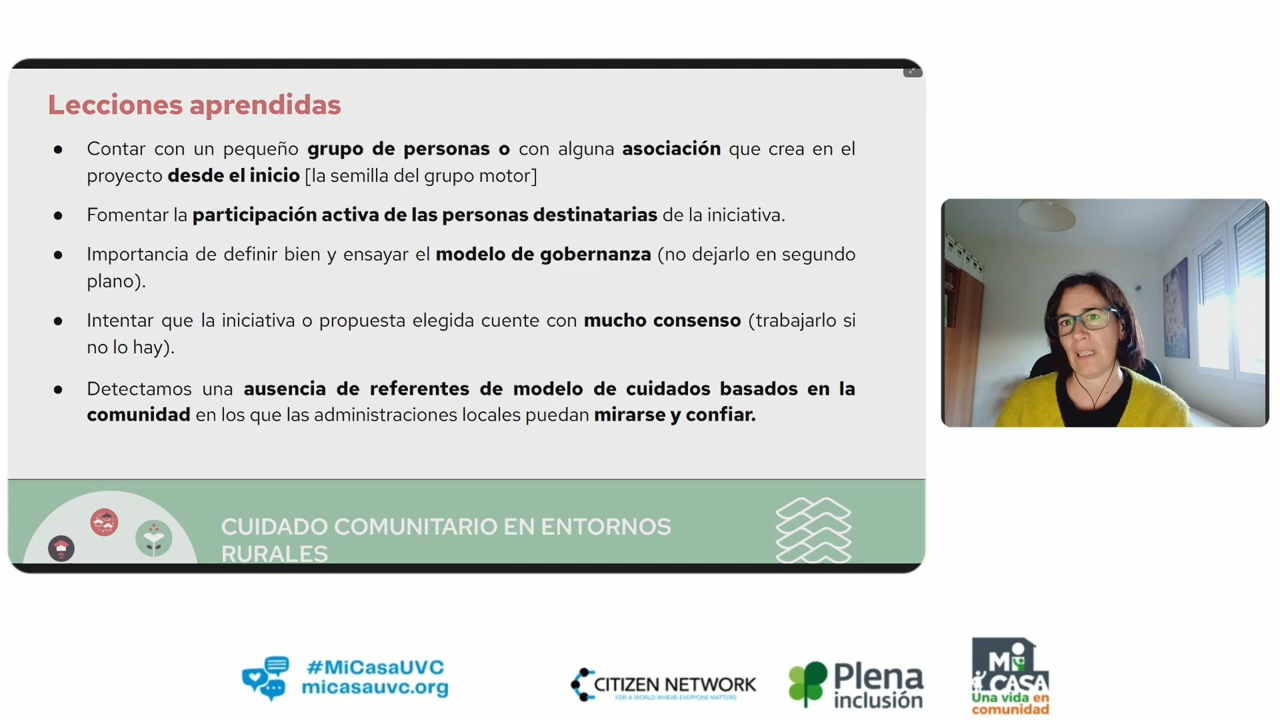 Lecciones aprendidas
● Contar con un pequeño grupo de personas o con alguna asociación que crea en el
proyecto desde el inicio [la semilla del grupo motor]
● Fomentar la participación activa de las personas destinatarias de la iniciativa.
● Importancia de definir bien y ensayar el modelo de gobernanza (no dejarlo en segundo
plano).
● Intentar que la iniciativa o propuesta elegida cuente con mucho consenso (trabajarlo si
no lo hay).
● Detectamos una ausencia de referentes de modelo de cuidados basados en la
comunidad en los que las administraciones locales puedan mirarse y confiar.
CUIDADO COMUNITARIO EN ENTORNOS
RURALES
#MiCasaUVC
micasauvc.org
CITIZEN NETWORK
FOR A WORLD WHERE EVERYONE MATTERS
Plena
inclusión
Mi
CASA
Una vida en
comunidad